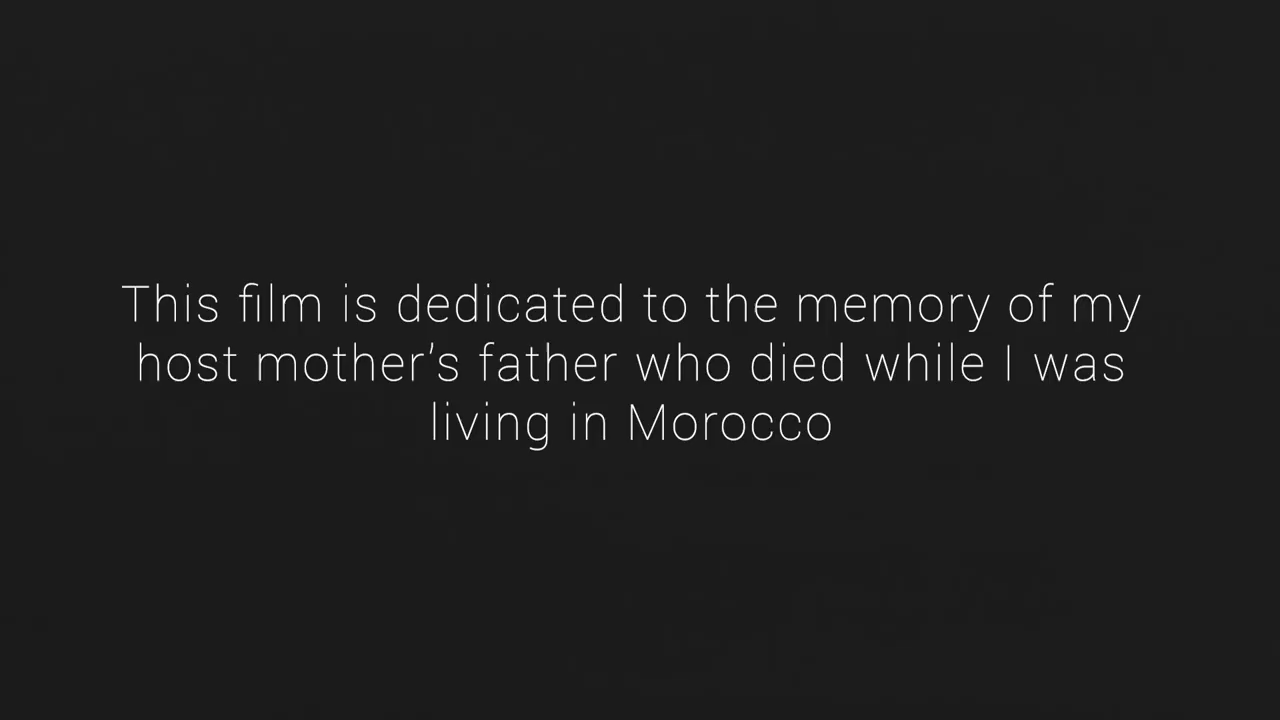 This film is dedicated to the memory of my
host mother's father who died while I was
living in Morocco